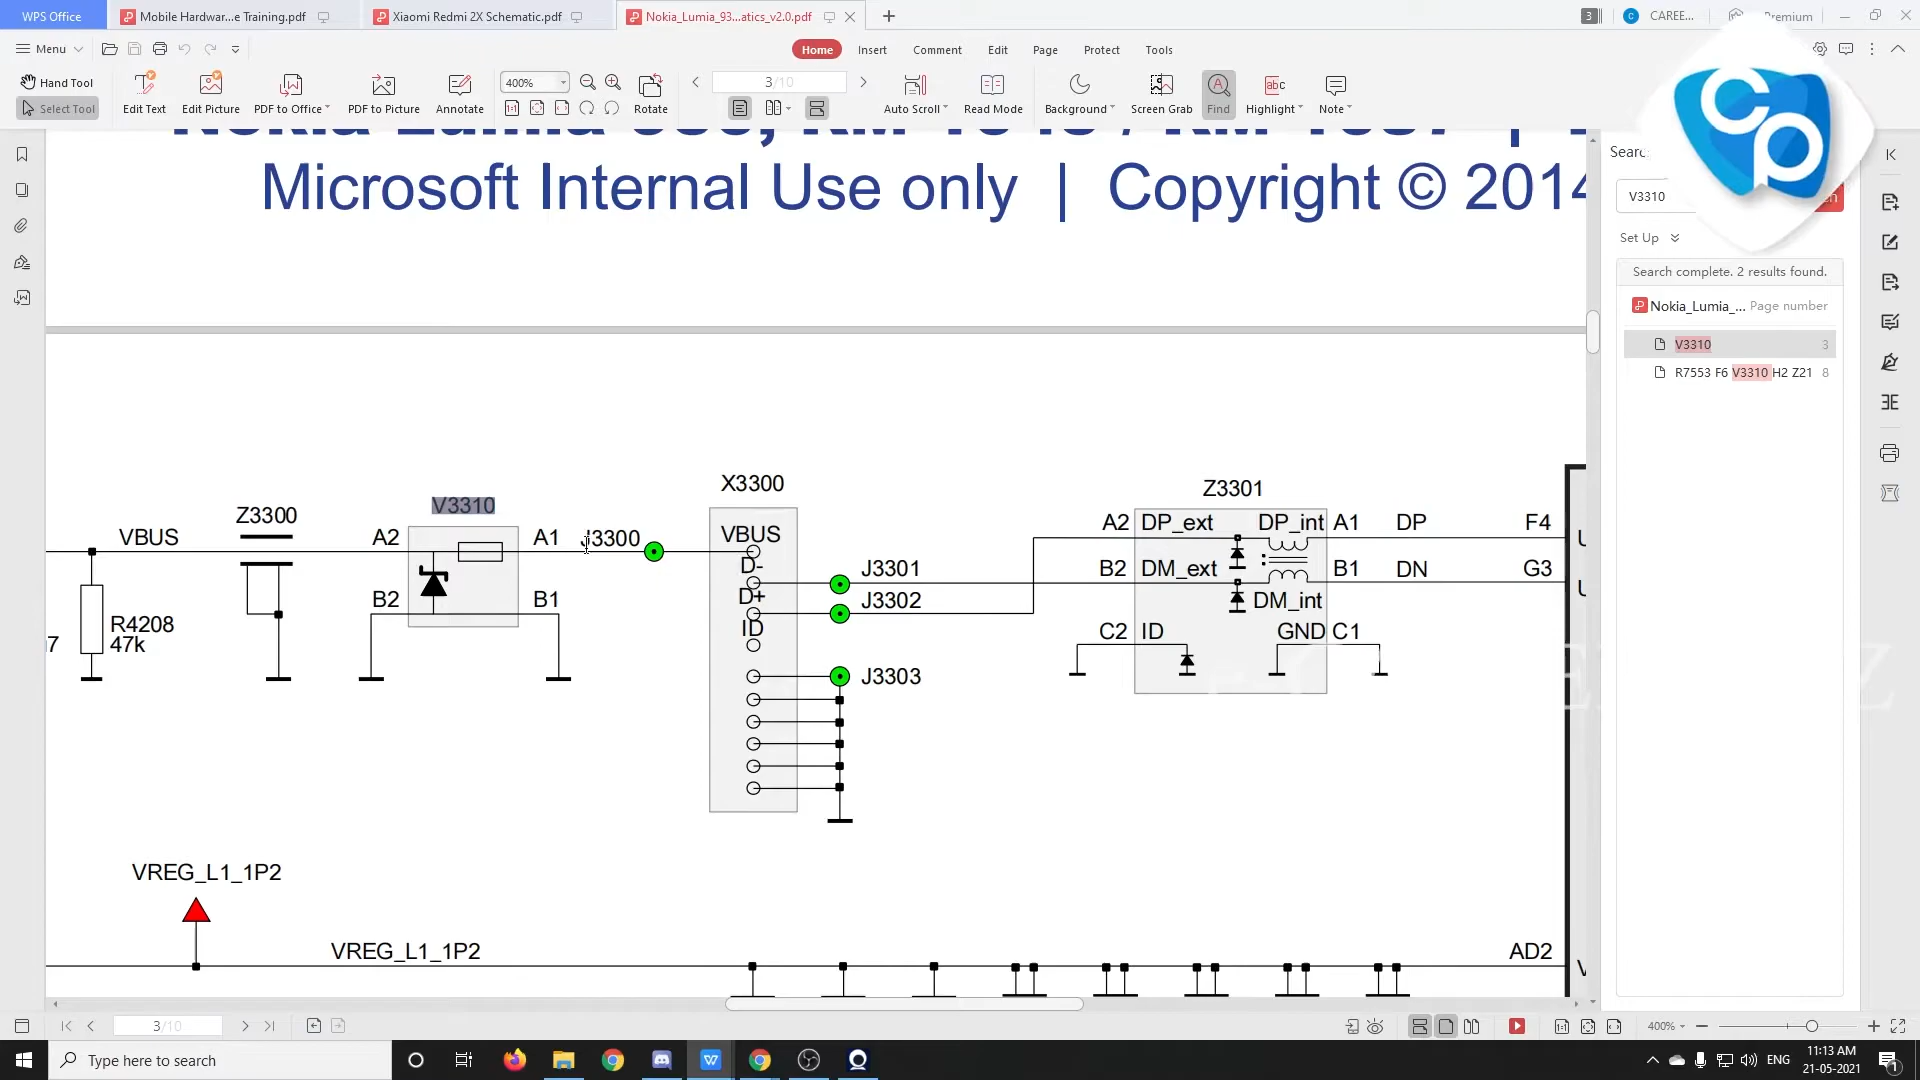 WPS Office
Mobile Hardwar...e Training.pdf
Xiaomi Redmi 2X Schematic.pdf
Nokia_Lumia_93...atics_v2.0.pdf
3
C
CAREE...
Premium
Menu
Home
Insert
Comment
Edit
Page
Protect
Tools
Hand Tool
Select Tool
Edit Text
Edit Picture
PDF to Office
PDF to Picture
Annotate
400%
Rotate
3/10
Auto Scroll
Read Mode
Background
Screen Grab
Find
Highlight
Note
cp
Microsoft Internal Use only | Copyright © 2014
V3310
Set Up
Search complete. 2 results found.
Nokia_Lumia_... Page number
V3310 3
R7553 F6 V3310 H2 Z21 8
X3300
Z3301
V3310
Z3300
VBUS
A2
A1
J3300
VBUS
D-
D+
ID
J3301
J3302
J3303
A2
DP_ext
DP_int
A1
DP
F4
B2
DM_ext
B1
DN
G3
DM_int
C2
ID
GND
C1
B2
B1
R4208
47k
VREG_L1_1P2
VREG_L1_1P2
AD2
3/10
400%
Type here to search
ENG
11:13 AM
21-05-2021
1